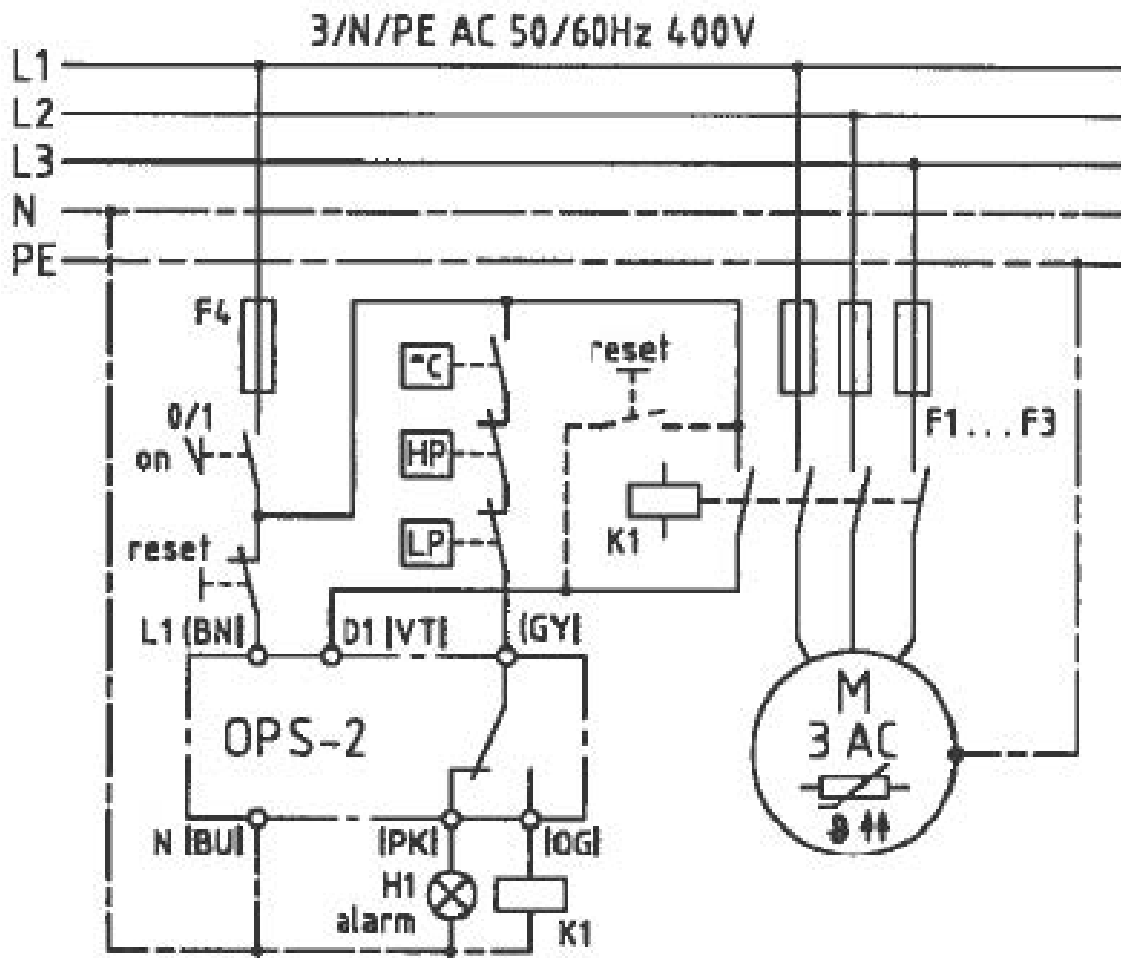 3/N/PE AC 50/60Hz 400V
L1
L2
L3
N
PE
F4
°C
reset
0/1
on
HP
F1...F3
K1
LP
reset
L1 (BN)
D1 |VT|
(GY)
OPS-2
M
3 AC
N |BU|
|PK|
|OG|
H1
alarm
K1